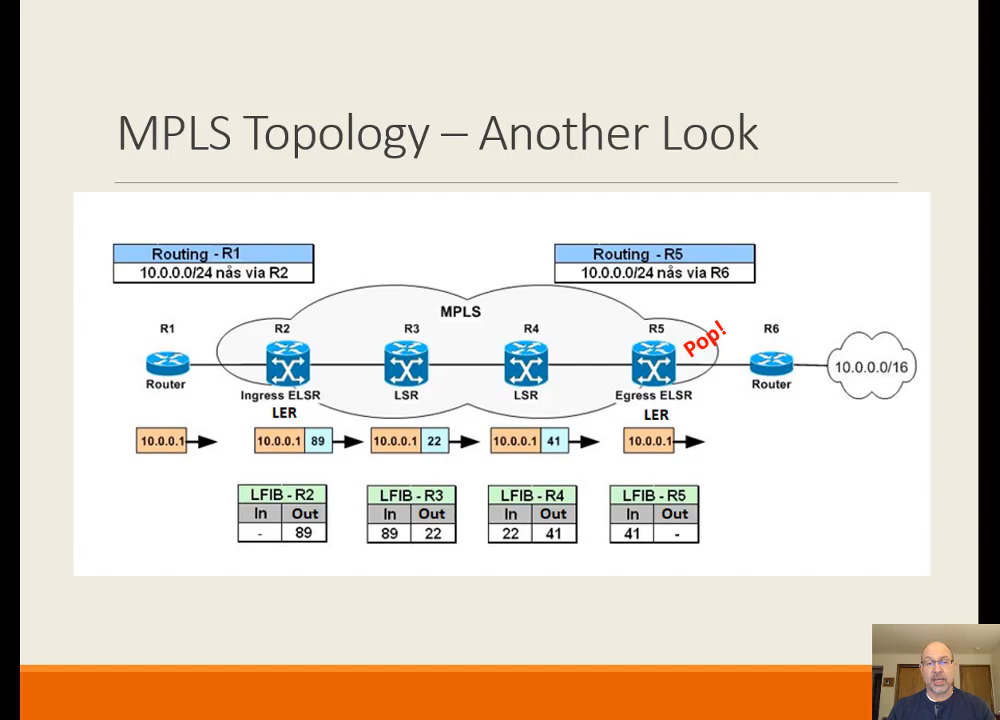 MPLS Topology – Another Look
Routing - R1
10.0.0.0/24 nås via R2
Routing - R5
10.0.0.0/24 nås via R6
MPLS
R1
R2
R3
R4
R5
Pop!
R6
10.0.0.0/16
Router
Ingress ELSR
LSR
LSR
Egress ELSR
Router
LER
LER
10.0.0.1
10.0.0.1 89
10.0.0.1 22
10.0.0.1 41
10.0.0.1
LFIB - R2
In Out
- 89
LFIB - R3
In Out
89 22
LFIB - R4
In Out
22 41
LFIB - R5
In Out
41 -